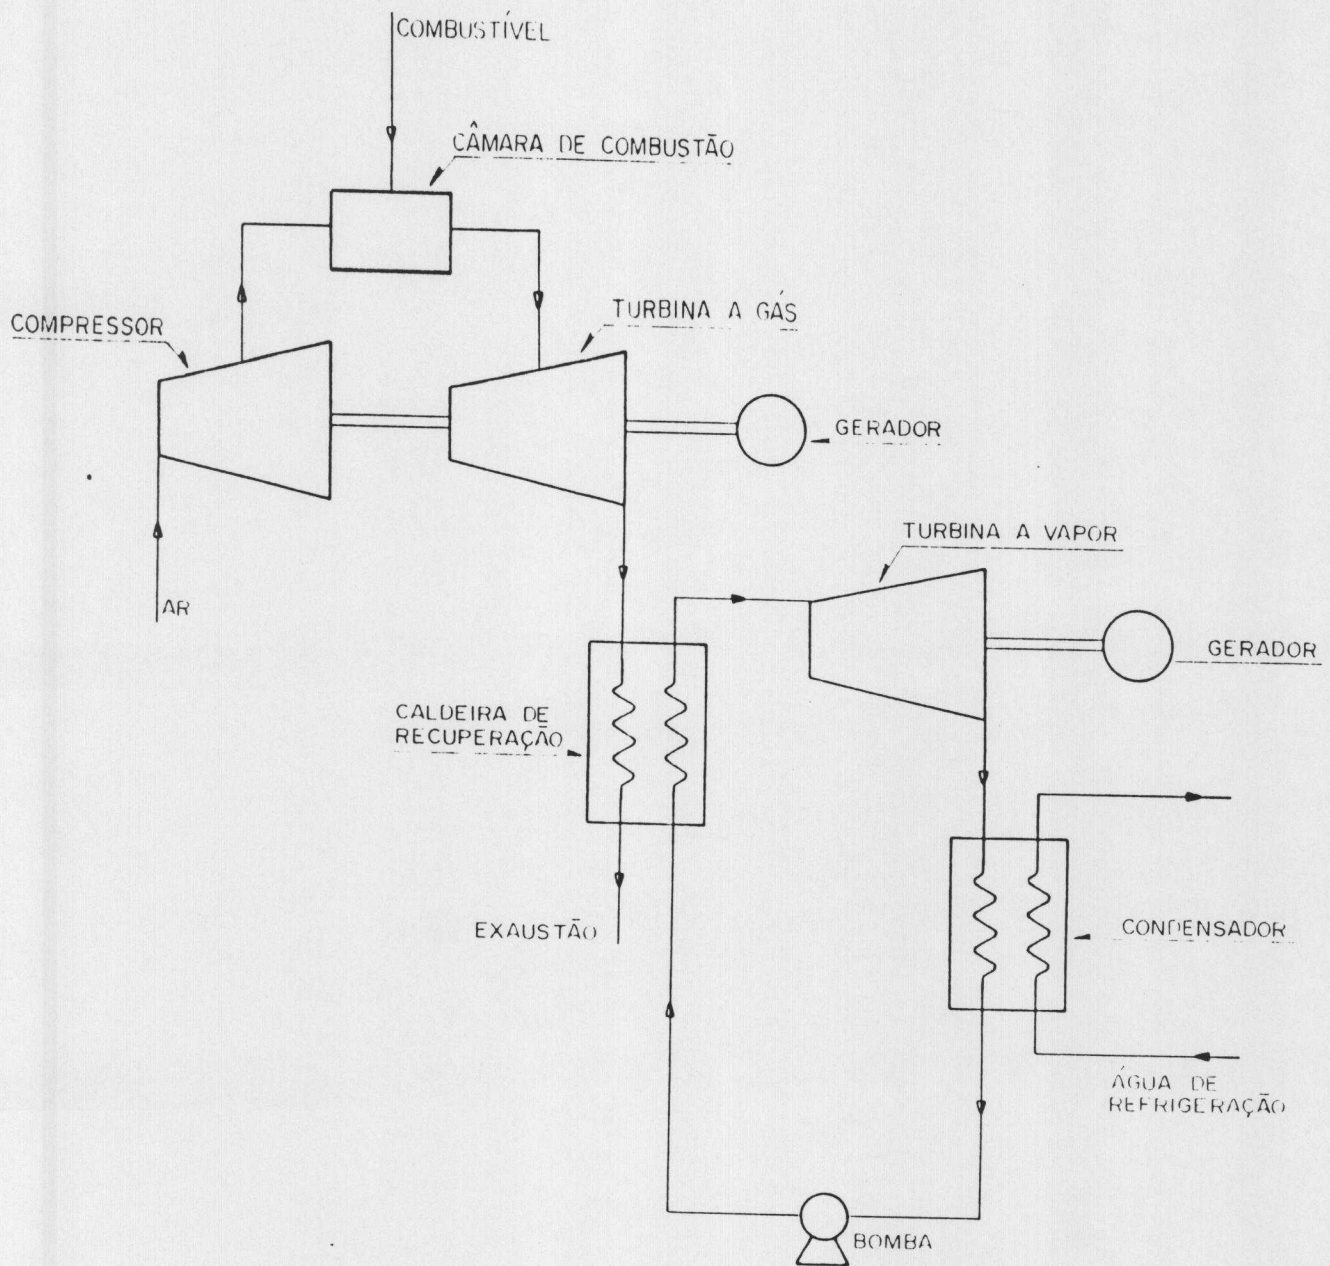 COMBUSTÍVEL
CÂMARA DE COMBUSTÃO
TURBINA A GÁS
COMPRESSOR
GERADOR
TURBINA A VAPOR
AR
GERADOR
CALDEIRA DE
RECUPERAÇÃO
EXAUSTÃO
CONDENSADOR
ÁGUA DE
REFRIGERAÇÃO
BOMBA